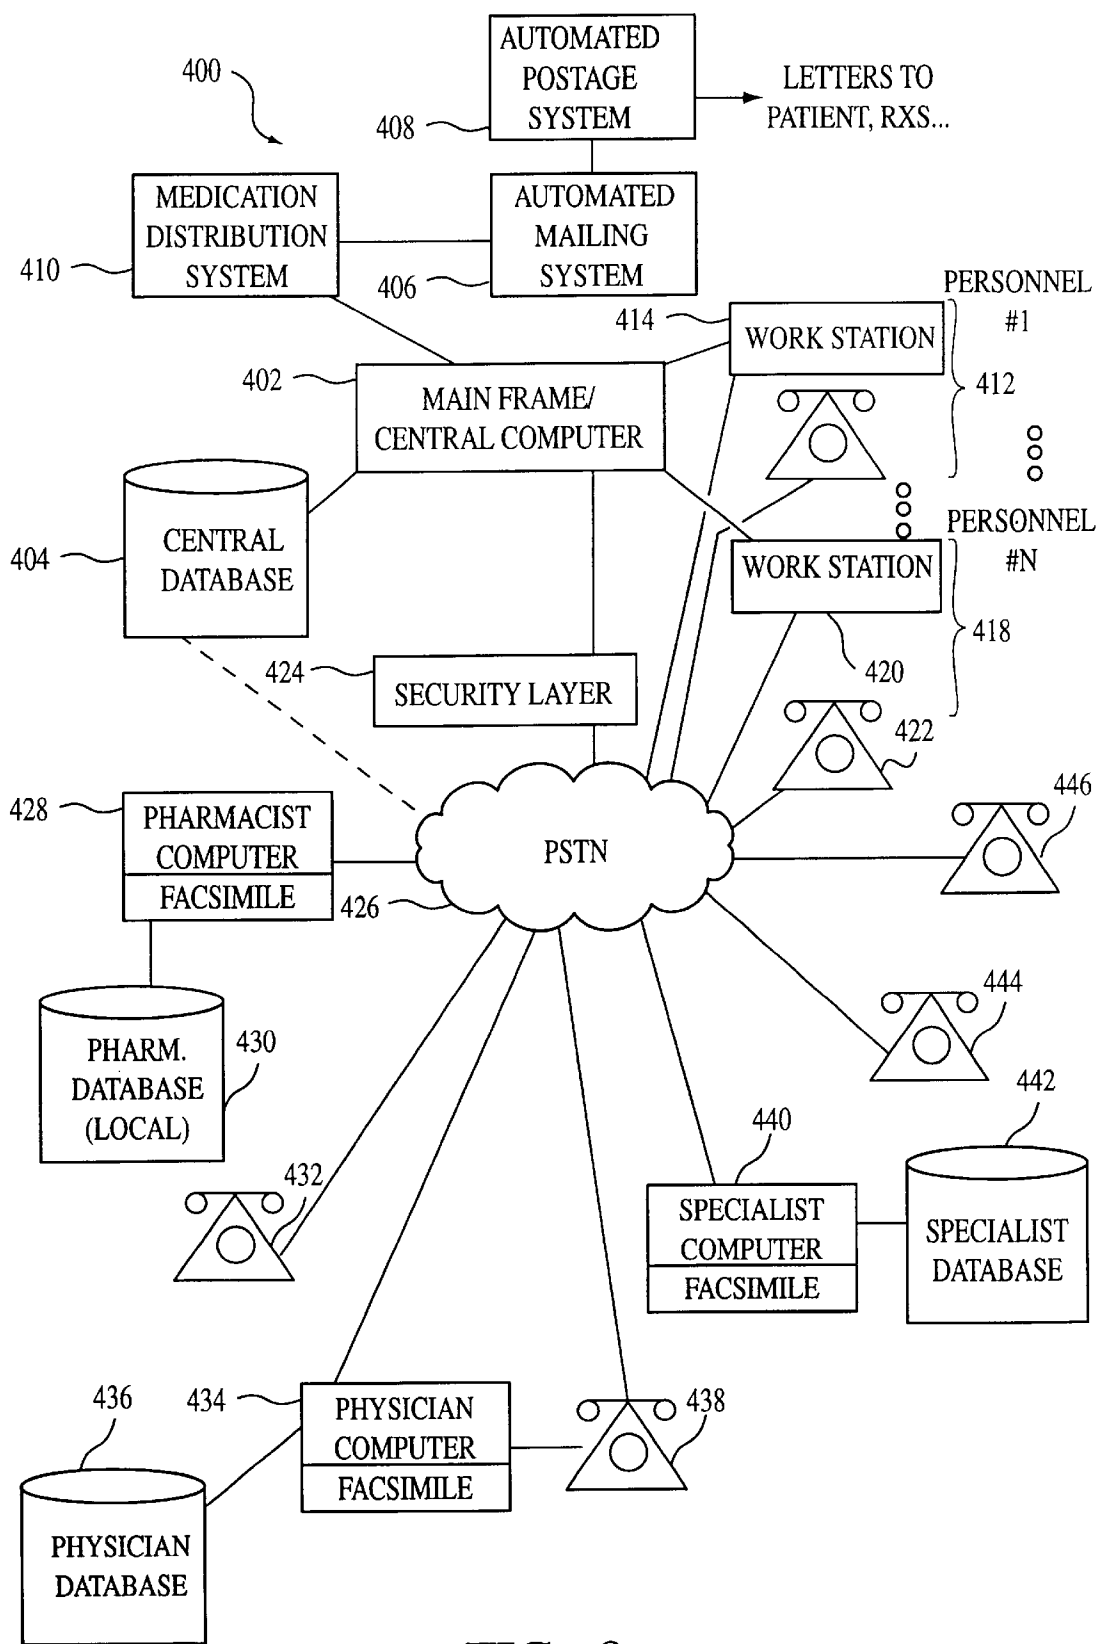 400
AUTOMATED
POSTAGE
SYSTEM
408
LETTERS TO
PATIENT, RXS...
MEDICATION
DISTRIBUTION
SYSTEM
410
AUTOMATED
MAILING
SYSTEM
406
PERSONNEL
#1
414
WORK STATION
412
402
MAIN FRAME/
CENTRAL COMPUTER
404
CENTRAL
DATABASE
PERSONNEL
#N
WORK STATION
418
420
424
SECURITY LAYER
422
428
PHARMACIST
COMPUTER
FACSIMILE
426
PSTN
446
444
PHARM.
DATABASE
(LOCAL)
430
432
440
442
SPECIALIST
COMPUTER
FACSIMILE
SPECIALIST
DATABASE
436
434
PHYSICIAN
COMPUTER
FACSIMILE
438
PHYSICIAN
DATABASE